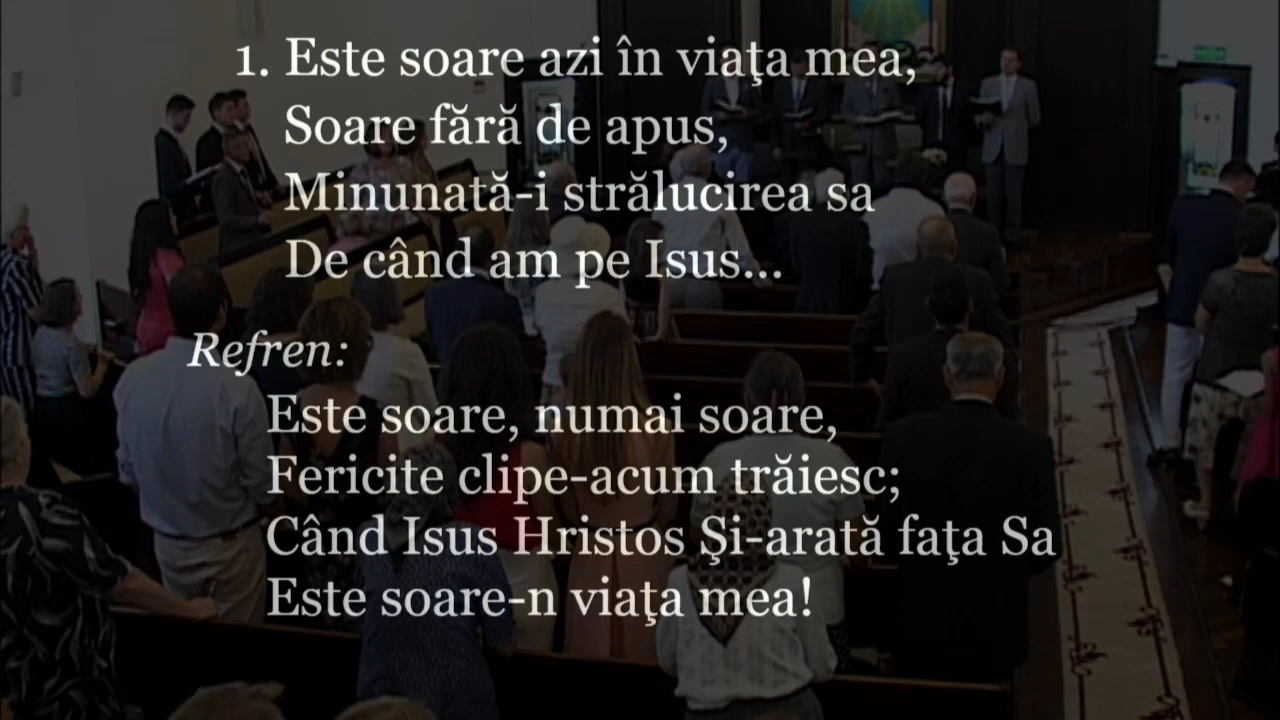 1. Este soare azi în viaţa mea,
Soare fără de apus,
Minunată-i strălucirea sa
De când am pe Isus...
Refren:
Este soare, numai soare,
Fericite clipe-acum trăiesc;
Când Isus Hristos Şi-arată faţa Sa
Este soare-n viaţa mea!